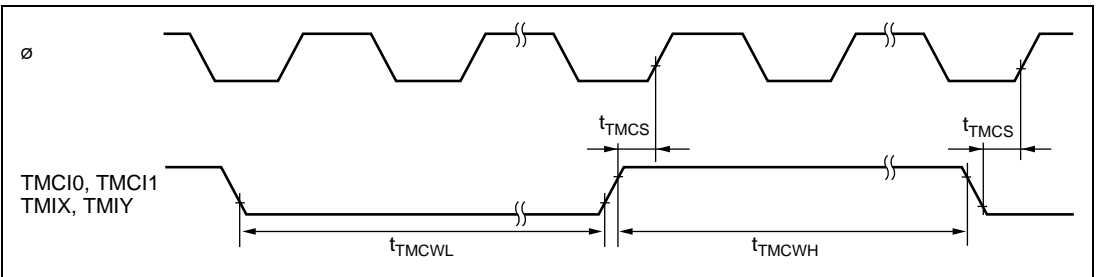 ø
tTMCS
tTMCS
TMCI0, TMCI1
TMIX, TMIY
tTMCWL
tTMCWH